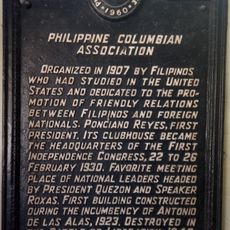 1960
PHILIPPINE COLUMBIAN
ASSOCIATION
ORGANIZED IN 1907 BY FILIPINOS
WHO HAD STUDIED IN THE UNITED
STATES AND DEDICATED TO THE PRO-
MOTION OF FRIENDLY RELATIONS
BETWEEN FILIPINOS AND FOREIGN
NATIONALS. PONCIANO REYES, FIRST
PRESIDENT. ITS CLUBHOUSE BECAME
THE HEADQUARTERS OF THE FIRST
INDEPENDENCE CONGRESS, 22 TO 26
FEBRUARY 1930. FAVORITE MEETING
PLACE OF NATIONAL LEADERS HEADED
BY PRESIDENT QUEZON AND SPEAKER
ROXAS. FIRST BUILDING CONSTRUCTED
DURING THE INCUMBENCY OF ANTONIO
DE LAS ALAS, 1923. DESTROYED IN